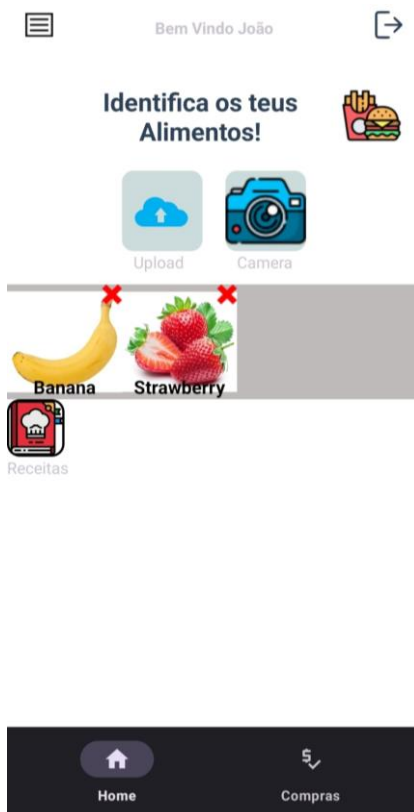 Bem Vindo João
Identifica os teus
Alimentos!
Upload
Camera
Banana
Strawberry
Receitas
Home
Compras